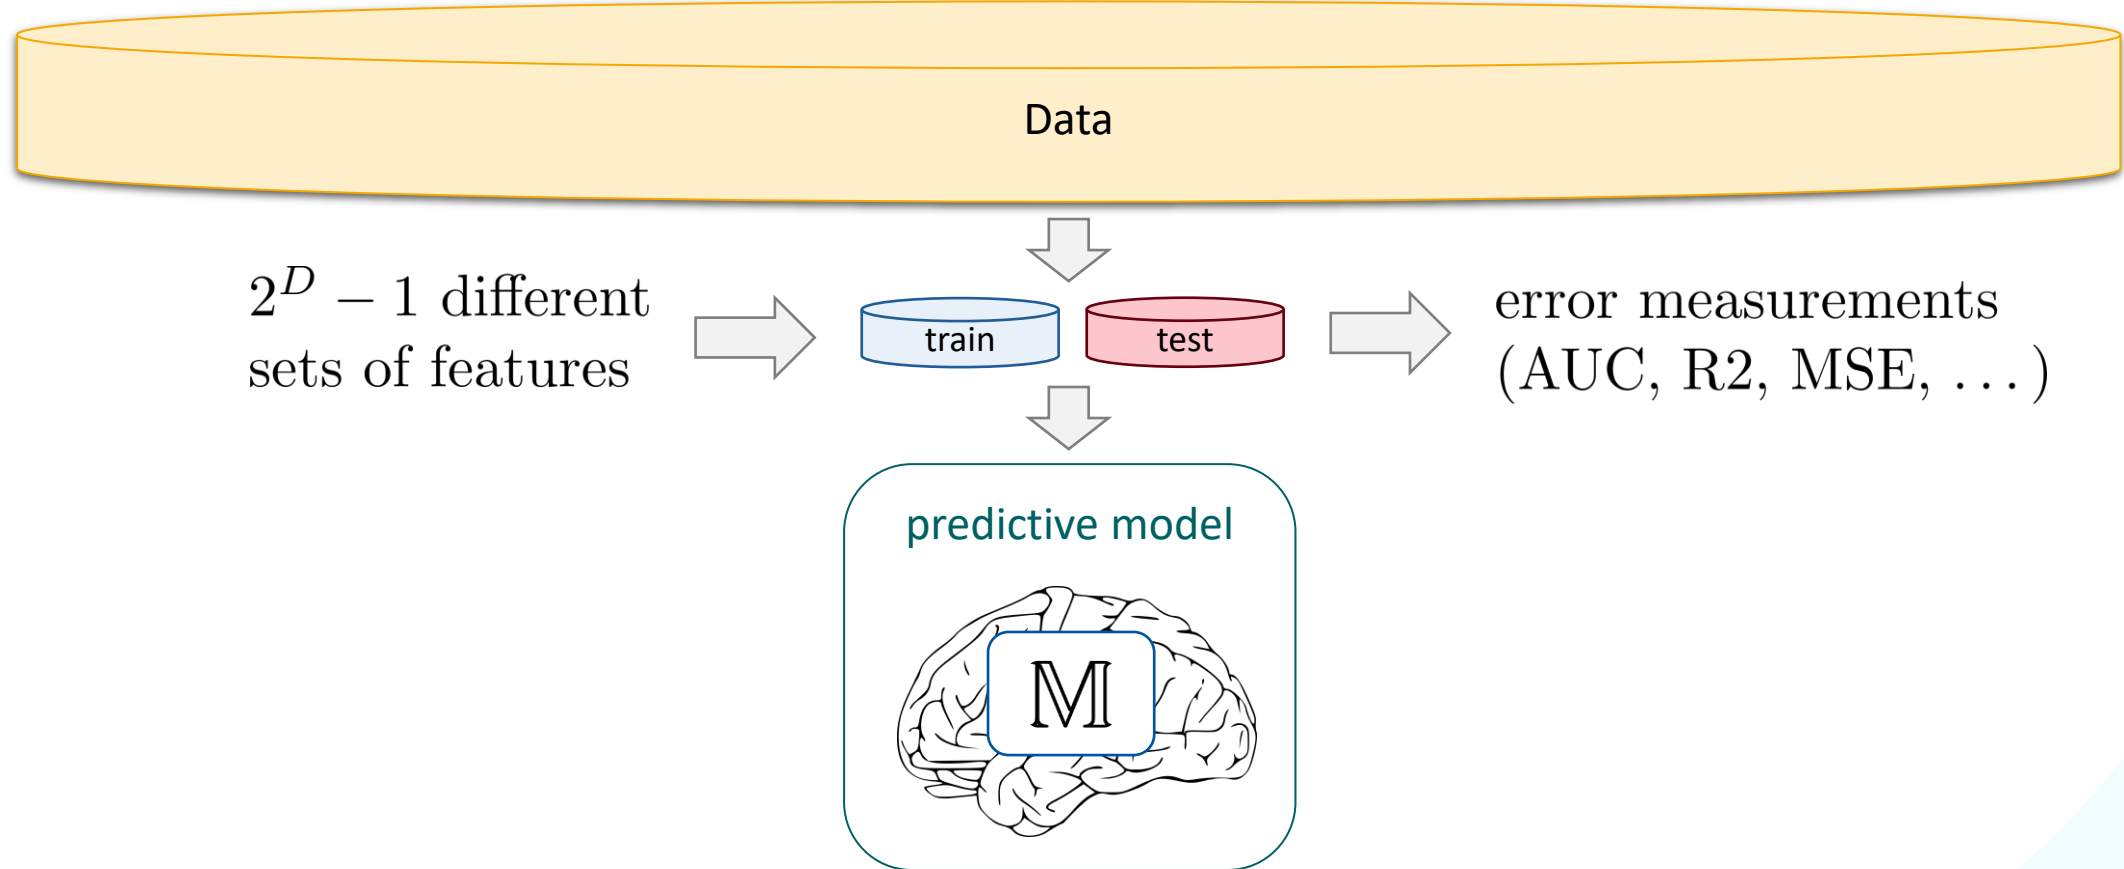 Data
2^D − 1 different
sets of features
train
test
error measurements
(AUC, R2, MSE, …)
predictive model
𝕄